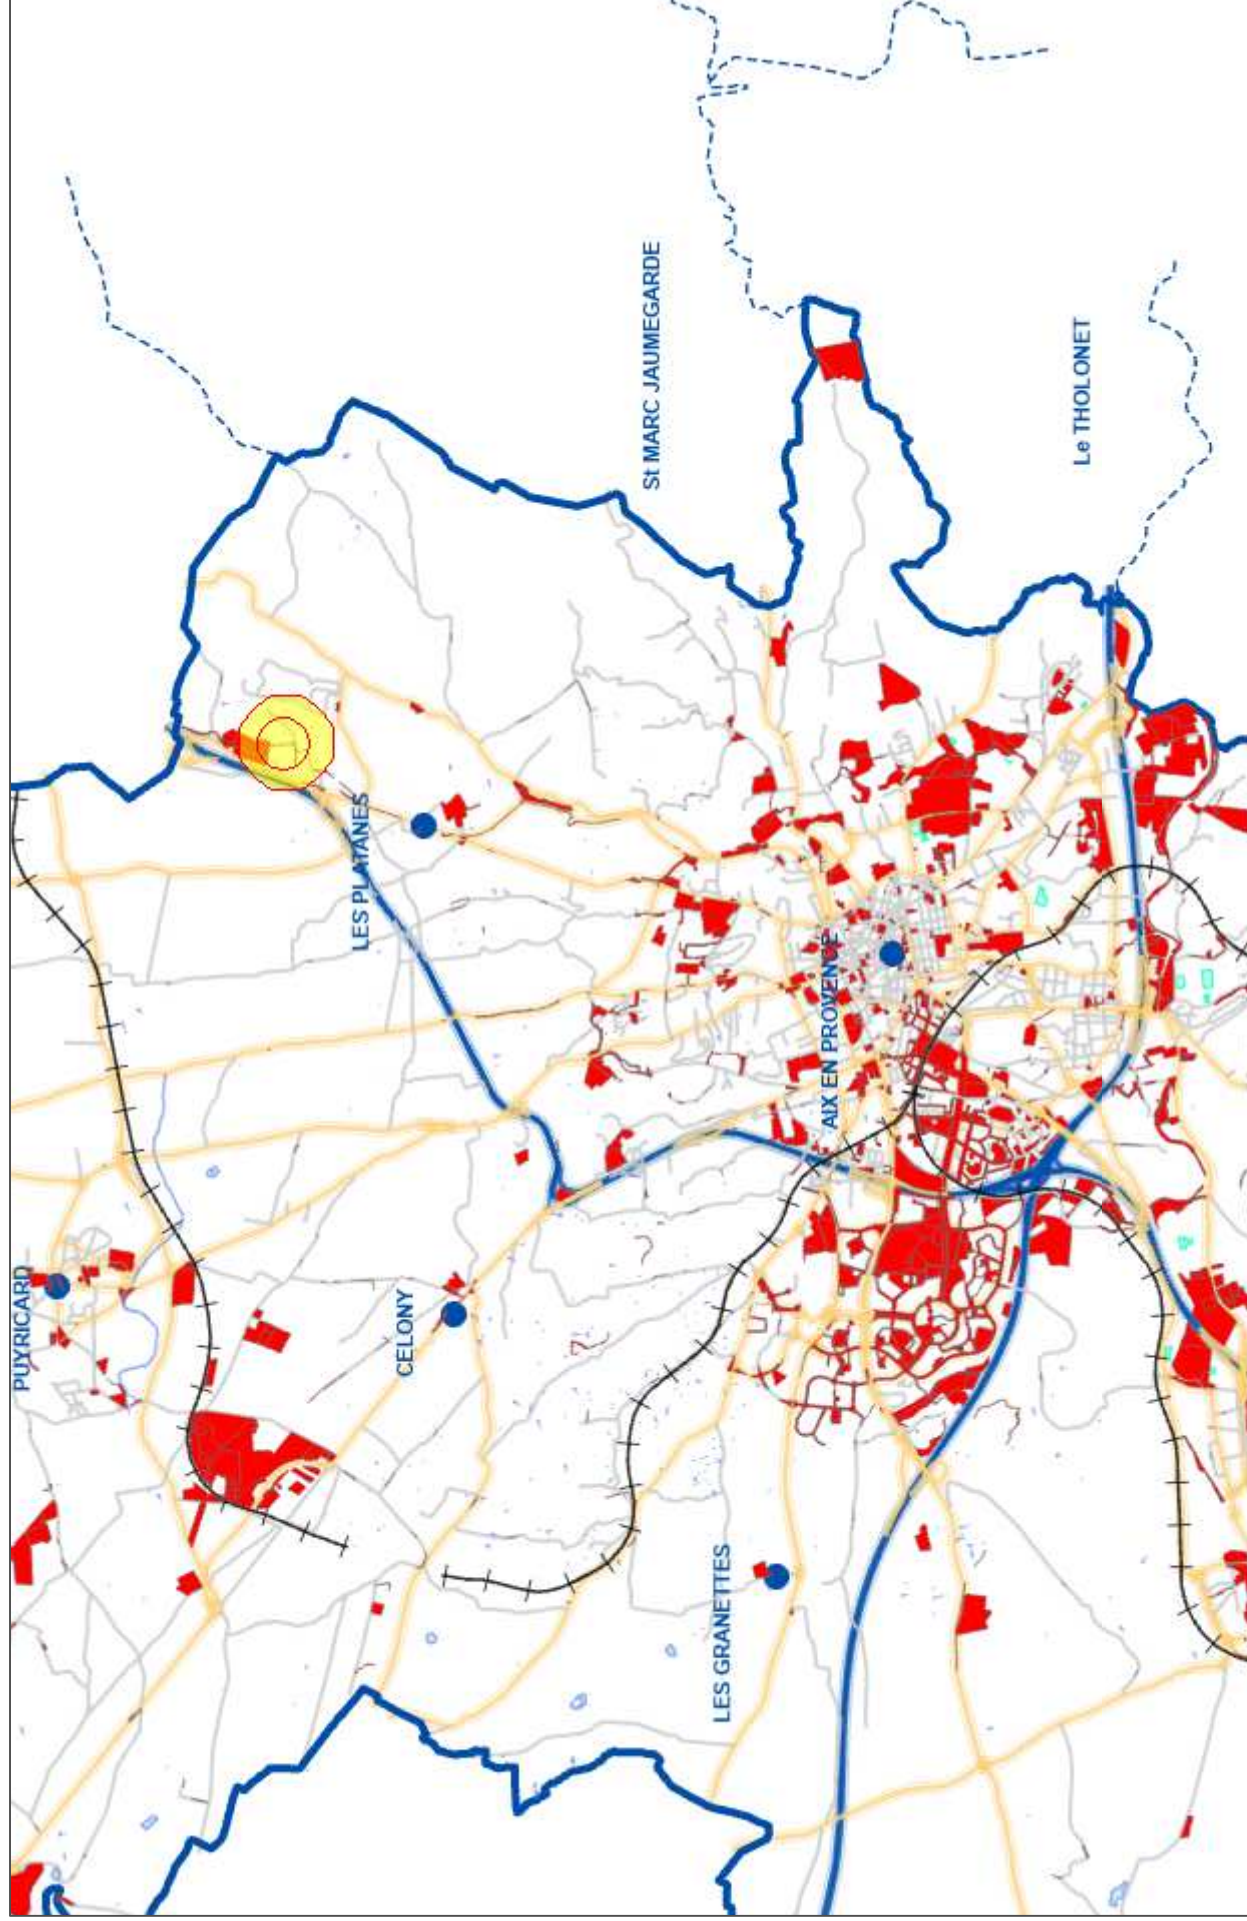 PUYRICARD
CELONY
LES PLATANES
St MARC JAUMEGARDE
LES GRANETTES
AIX EN PROVENCE
Le THOLONET